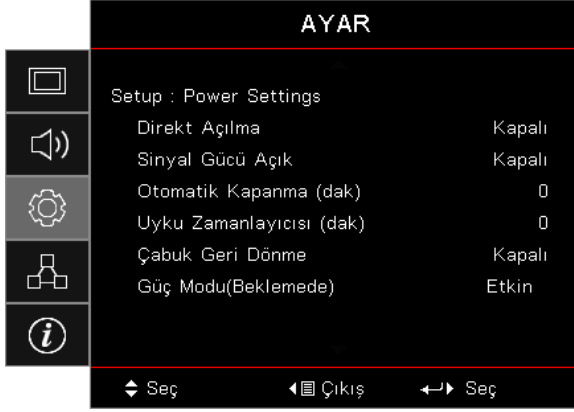 AYAR
Setup : Power Settings
Direkt Açılma Kapalı
Sinyal Gücü Açık Kapalı
Otomatik Kapanma (dak) 0
Uyku Zamanlayıcısı (dak) 0
Çabuk Geri Dönme Kapalı
Güç Modu(Beklemede) Etkin
Seç Çıkış Seç